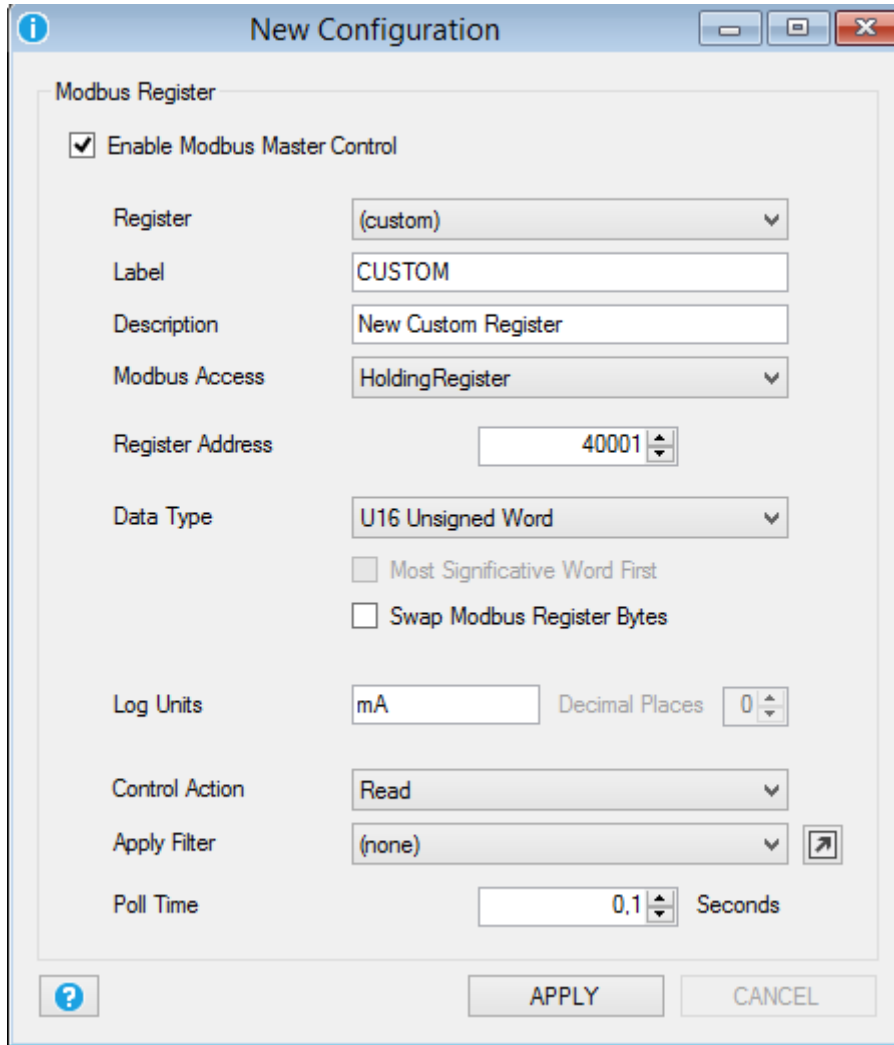 New Configuration
Modbus Register
Enable Modbus Master Control
Register (custom)
Label CUSTOM
Description New Custom Register
Modbus Access HoldingRegister
Register Address 40001
Data Type U16 Unsigned Word
Most Significative Word First
Swap Modbus Register Bytes
Log Units mA Decimal Places 0
Control Action Read
Apply Filter (none)
Poll Time 0,1 Seconds
APPLY CANCEL